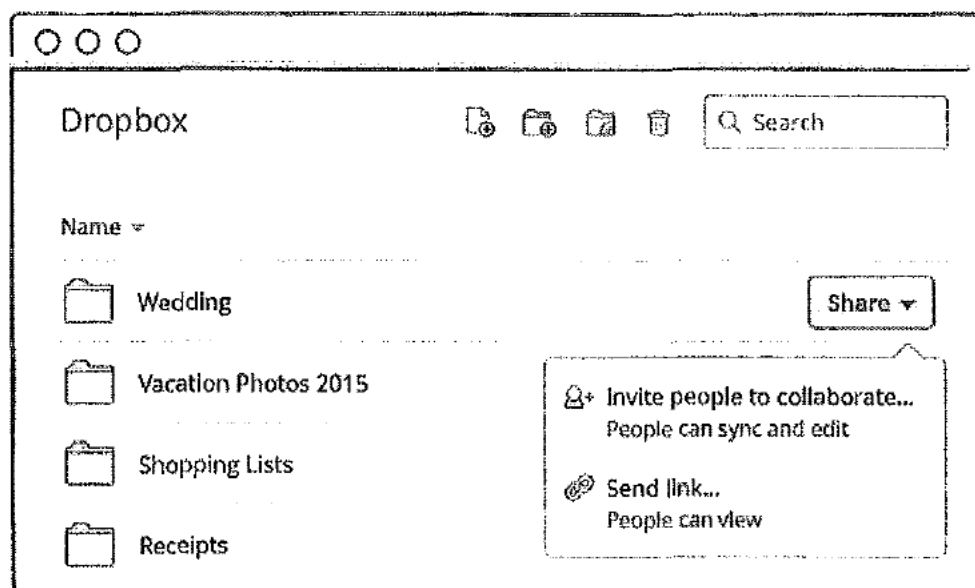 Dropbox
Search
Name
Wedding
Share
Vacation Photos 2015
Invite people to collaborate...
People can sync and edit
Shopping Lists
Send link...
People can view
Receipts